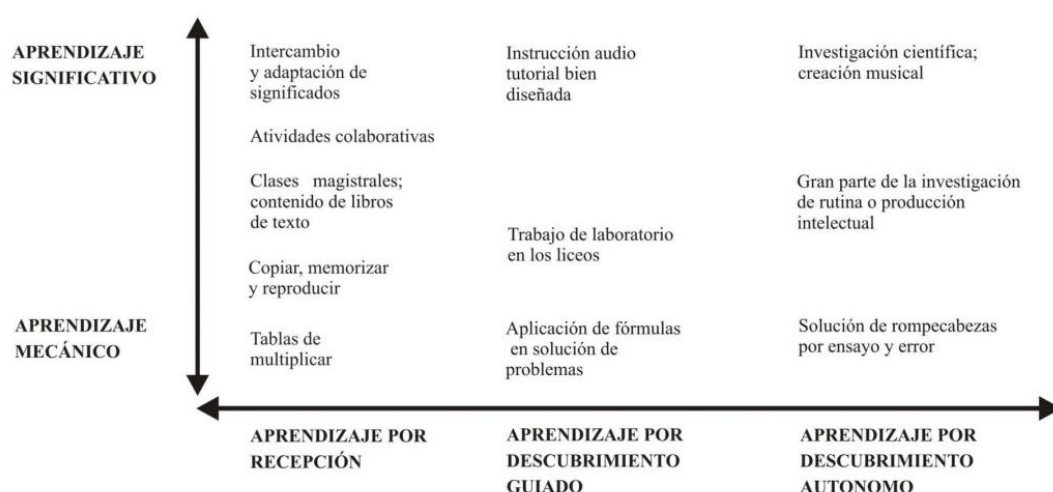 APRENDIZAJE
SIGNIFICATIVO
Intercambio
y adaptación de
significados
Atividades colaborativas
Clases magistrales;
contenido de libros
de texto
Copiar, memorizar
y reproducir
Tablas de
multiplicar
Instrucción audio
tutorial bien
diseñada
Trabajo de laboratorio
en los liceos
Aplicación de fórmulas
en solución de
problemas
Investigación científica;
creación musical
Gran parte de la investigación
de rutina o producción
intelectual
Solución de rompecabezas
por ensayo y error
APRENDIZAJE
MECÁNICO
APRENDIZAJE POR
RECEPCIÓN
APRENDIZAJE POR
DESCUBRIMIENTO
GUIADO
APRENDIZAJE POR
DESCUBRIMIENTO
AUTONOMO